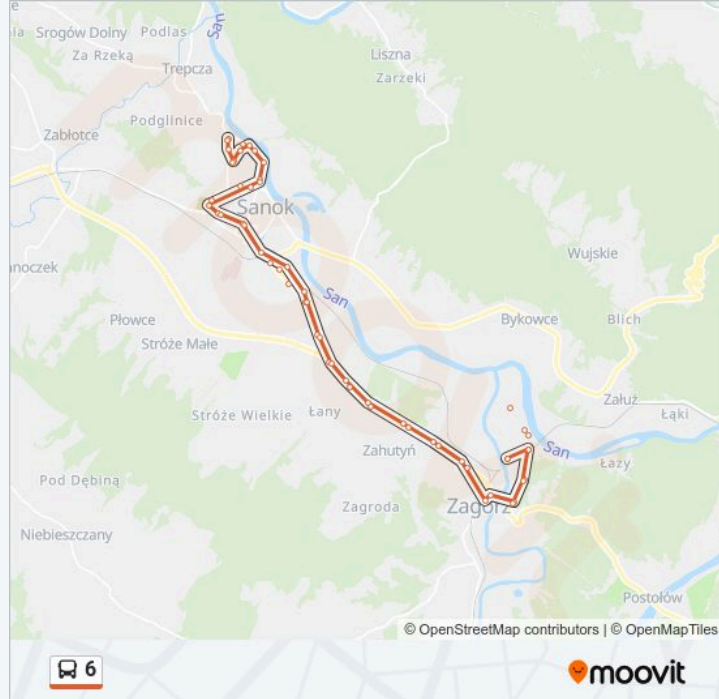 San
Srogów Dolny
Podlas
Za Rzeką
Trepcza
Liszna
Zarzeki
Podglinice
Zabłotce
Sanok
anoczek
Wujskie
San
Płowce
Bykowce
Blich
Stróże Małe
Załuż
Stróże Wielkie
Łany
Łąki
Zahutyń
San
Łazy
Pod Dębiną
Zagroda
Zagórz
Niebieszczany
Postołów
© OpenStreetMap contributors | © OpenMapTiles
6
moovit